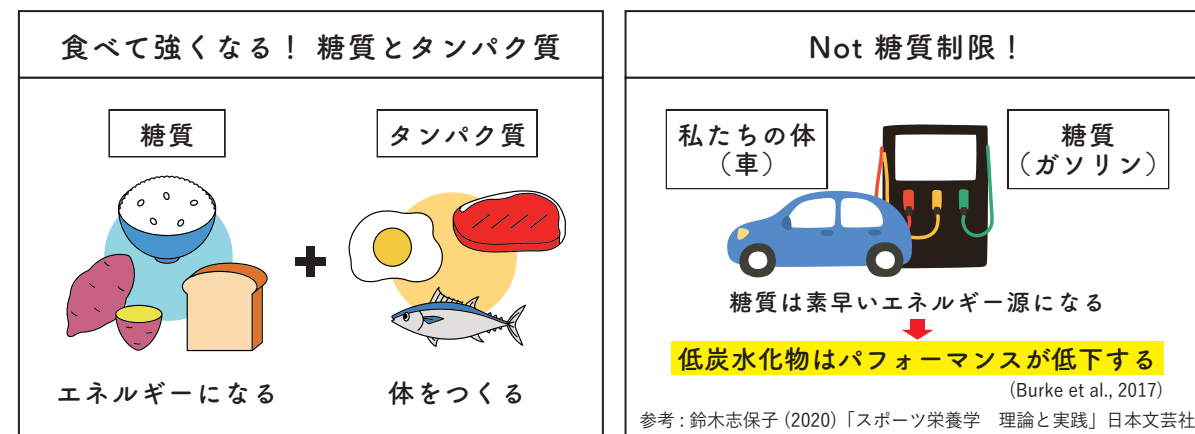 食べて強くなる！ 糖質とタンパク質
糖質
タンパク質
エネルギーになる
体をつくる
Not 糖質制限！
私たちの体
（車）
糖質
（ガソリン）
糖質は素早いエネルギー源になる
低炭水化物はパフォーマンスが低下する
(Burke et al., 2017)
参考 : 鈴木志保子 (2020)「スポーツ栄養学　理論と実践」日本文芸社